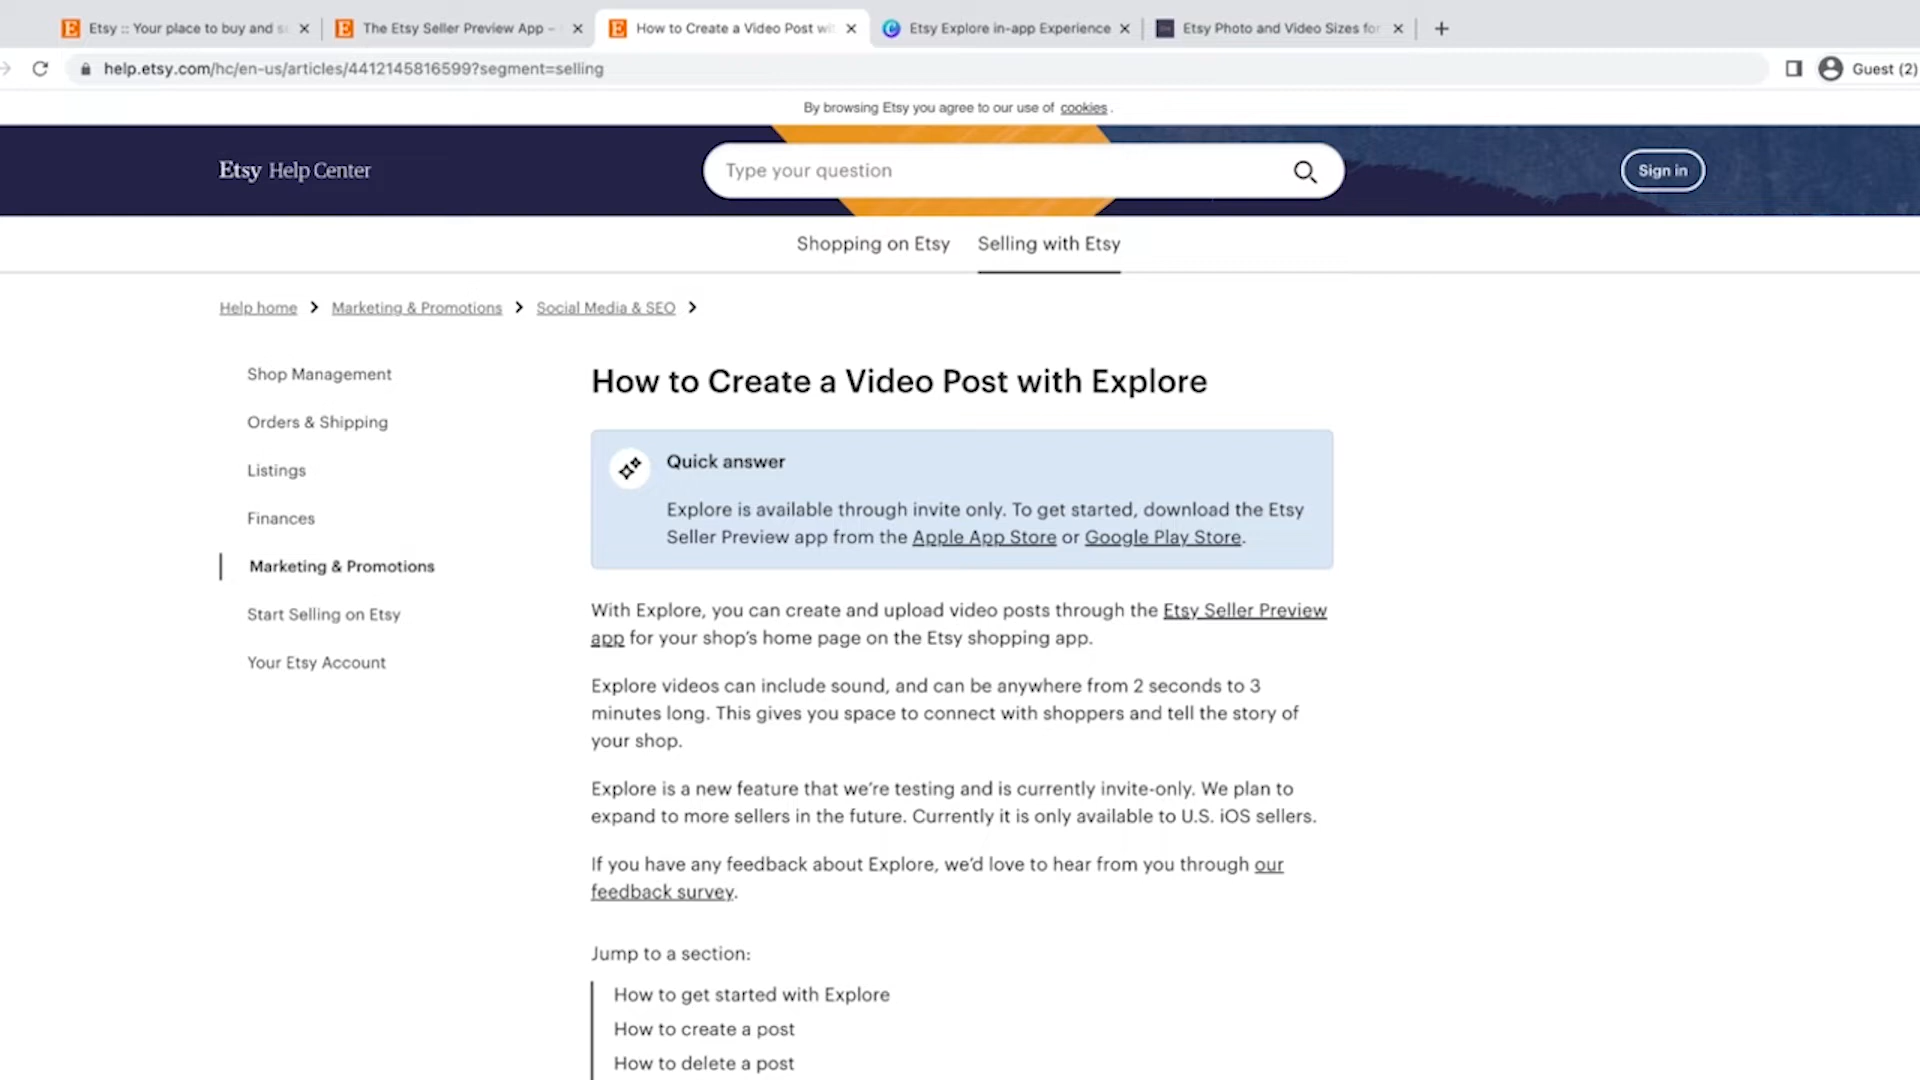 Etsy :: Your place to buy and s
The Etsy Seller Preview App –
How to Create a Video Post wi
Etsy Explore in-app Experience
Etsy Photo and Video Sizes for
help.etsy.com/hc/en-us/articles/4412145816599?segment=selling
Guest (2)
By browsing Etsy you agree to our use of cookies .
Etsy Help Center
Type your question
Sign in
Shopping on Etsy
Selling with Etsy
Help home
Marketing & Promotions
Social Media & SEO
Shop Management
Orders & Shipping
Listings
Finances
Marketing & Promotions
Start Selling on Etsy
Your Etsy Account
How to Create a Video Post with Explore
Quick answer
Explore is available through invite only. To get started, download the Etsy
Seller Preview app from the Apple App Store or Google Play Store.
With Explore, you can create and upload video posts through the Etsy Seller Preview
app for your shop’s home page on the Etsy shopping app.
Explore videos can include sound, and can be anywhere from 2 seconds to 3
minutes long. This gives you space to connect with shoppers and tell the story of
your shop.
Explore is a new feature that we’re testing and is currently invite-only. We plan to
expand to more sellers in the future. Currently it is only available to U.S. iOS sellers.
If you have any feedback about Explore, we’d love to hear from you through our
feedback survey.
Jump to a section:
How to get started with Explore
How to create a post
How to delete a post